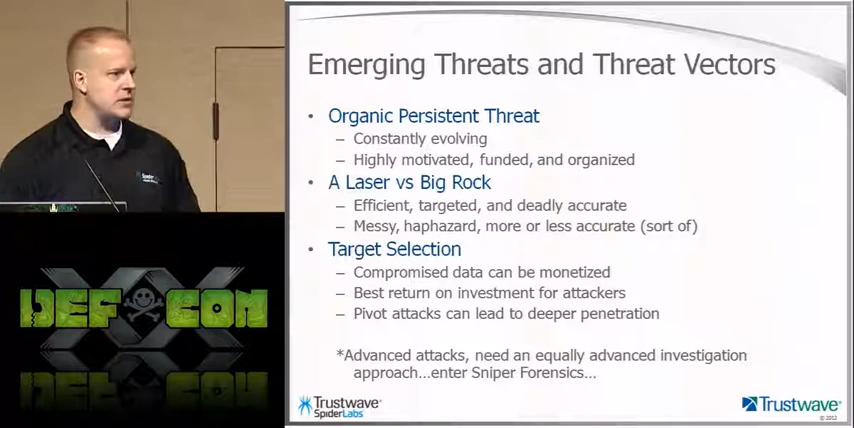 Emerging Threats and Threat Vectors
• Organic Persistent Threat
– Constantly evolving
– Highly motivated, funded, and organized
• A Laser vs Big Rock
– Efficient, targeted, and deadly accurate
– Messy, haphazard, more or less accurate (sort of)
• Target Selection
– Compromised data can be monetized
– Best return on investment for attackers
– Pivot attacks can lead to deeper penetration
*Advanced attacks, need an equally advanced investigation
approach…enter Sniper Forensics…
Trustwave®
SpiderLabs
Trustwave®
© 2012
Spider
DEF CON
XX